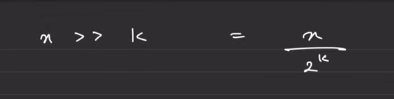 n >> k = n / 2^k